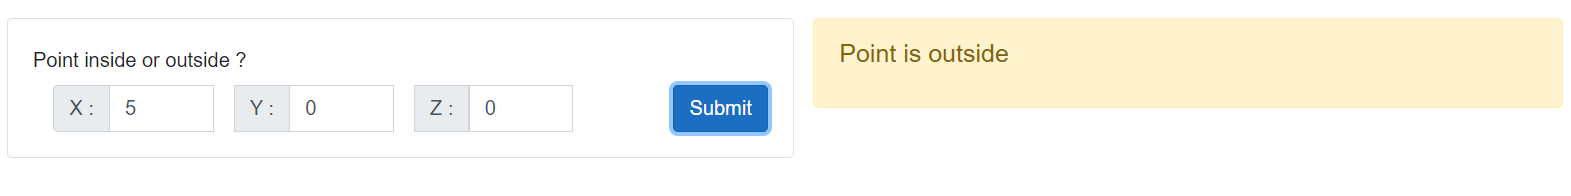 Point inside or outside ?
X : 5 Y : 0 Z : 0 Submit
Point is outside